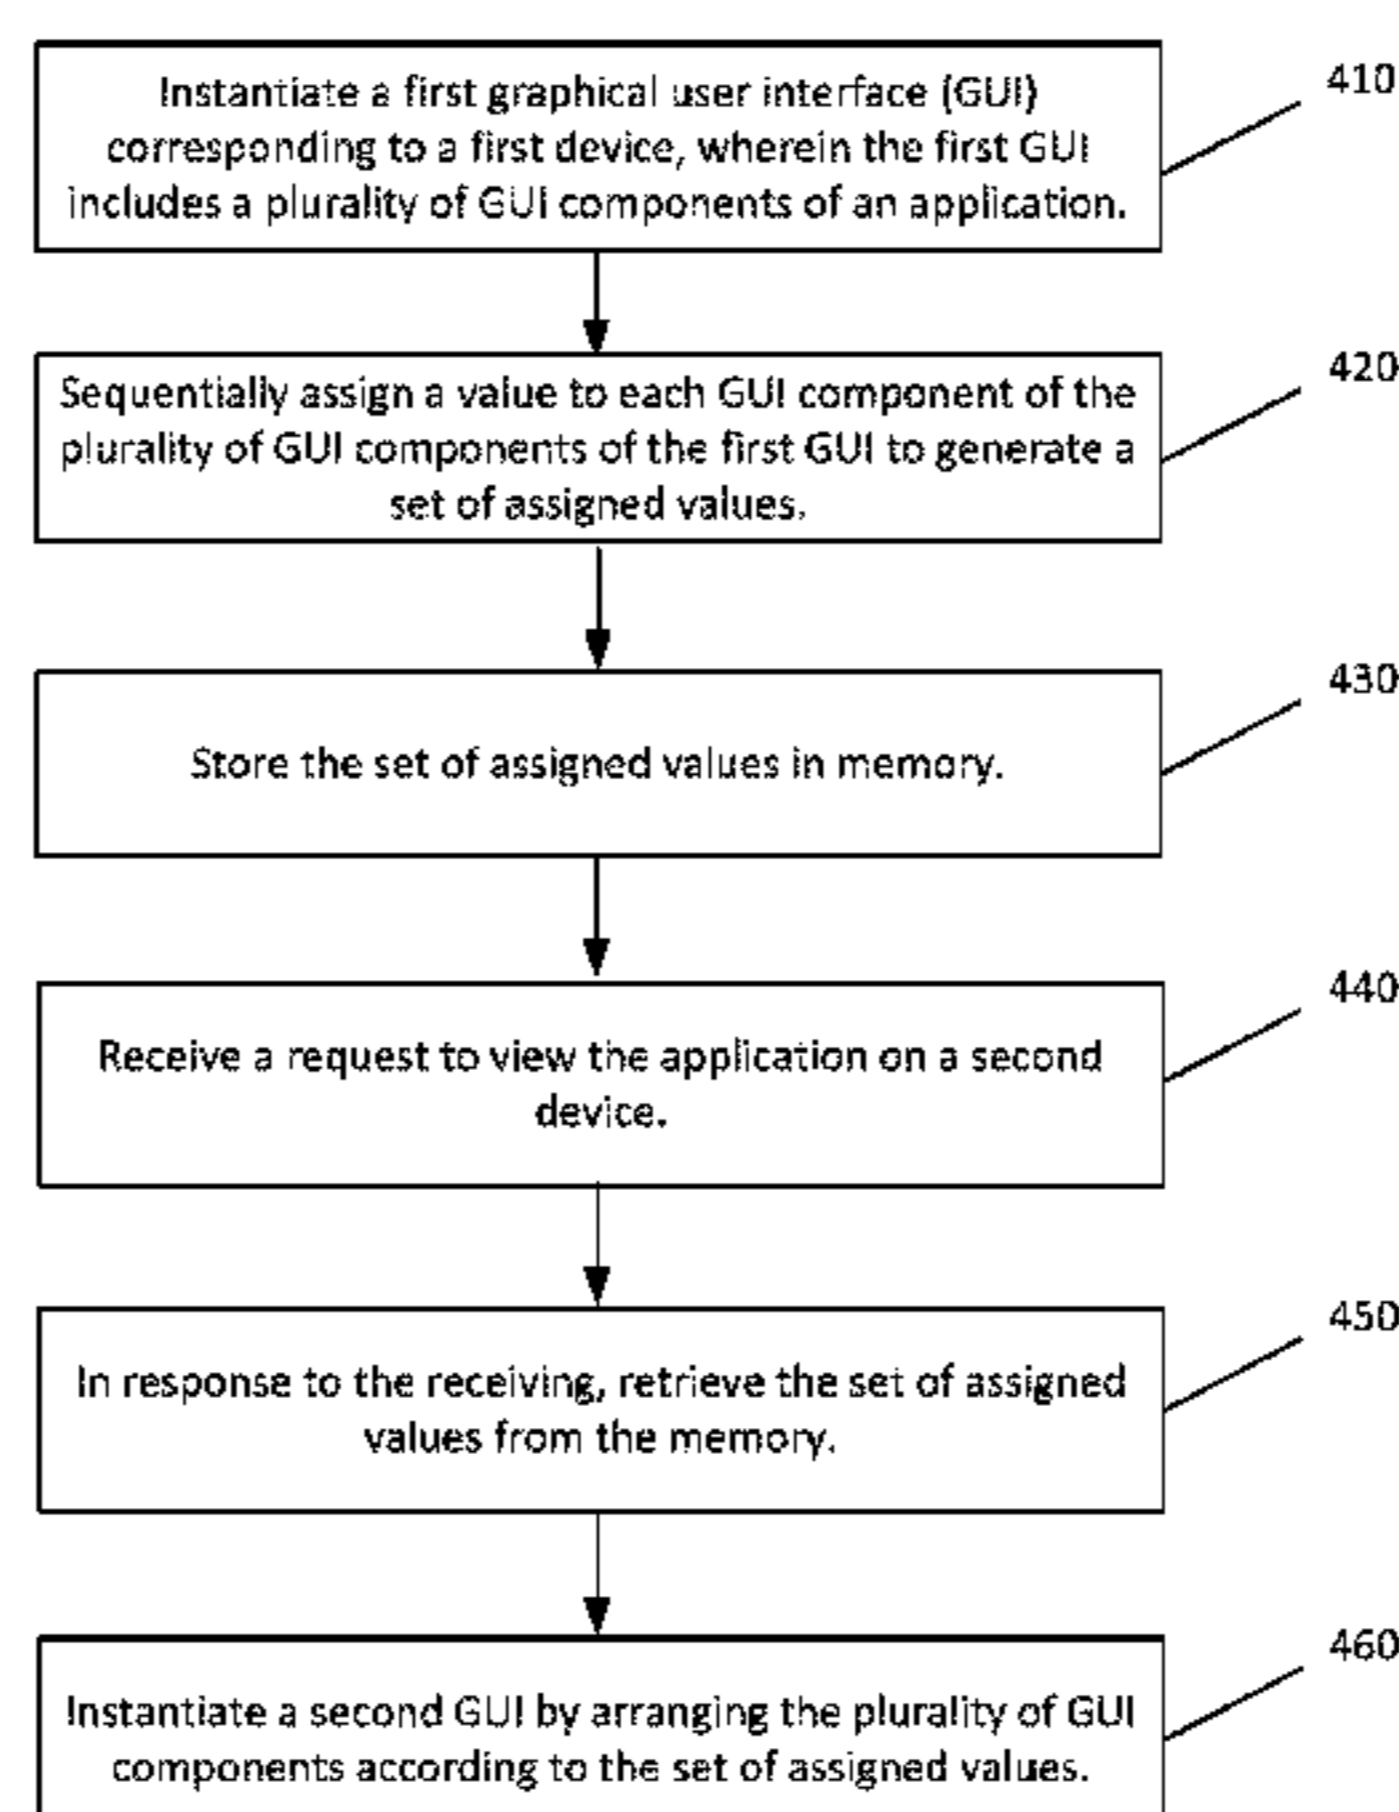 410
Instantiate a first graphical user interface (GUI)
corresponding to a first device, wherein the first GUI
includes a plurality of GUI components of an application.
420
Sequentially assign a value to each GUI component of the
plurality of GUI components of the first GUI to generate a
set of assigned values.
430
Store the set of assigned values in memory.
440
Receive a request to view the application on a second
device.
450
In response to the receiving, retrieve the set of assigned
values from the memory.
460
Instantiate a second GUI by arranging the plurality of GUI
components according to the set of assigned values.